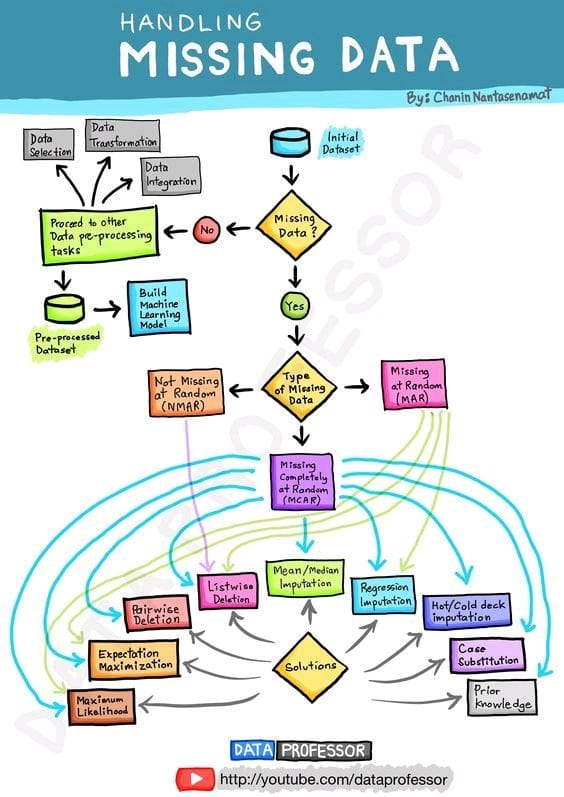 HANDLING
MISSING DATA
By: Chanin Nantasenamat
Data
Selection
Data
Transformation
Data
Integration
Initial
Dataset
Proceed to other
Data pre-processing
tasks
No
Missing
Data?
Yes
Pre-processed
Dataset
Build
Machine
Learning
Model
Not Missing
at Random
(NMAR)
Type
of Missing
Data
Missing
at Random
(MAR)
Missing
Completely
at Random
(MCAR)
Mean/Median
Imputation
Listwise
Deletion
Regression
Imputation
Pairwise
Deletion
Hot/Cold deck
imputation
Expectation
Maximization
Solutions
Case
Substitution
Maximum
Likelihood
Prior
knowledge
DATA PROFESSOR
http://youtube.com/dataprofessor
DATA PROFESSOR